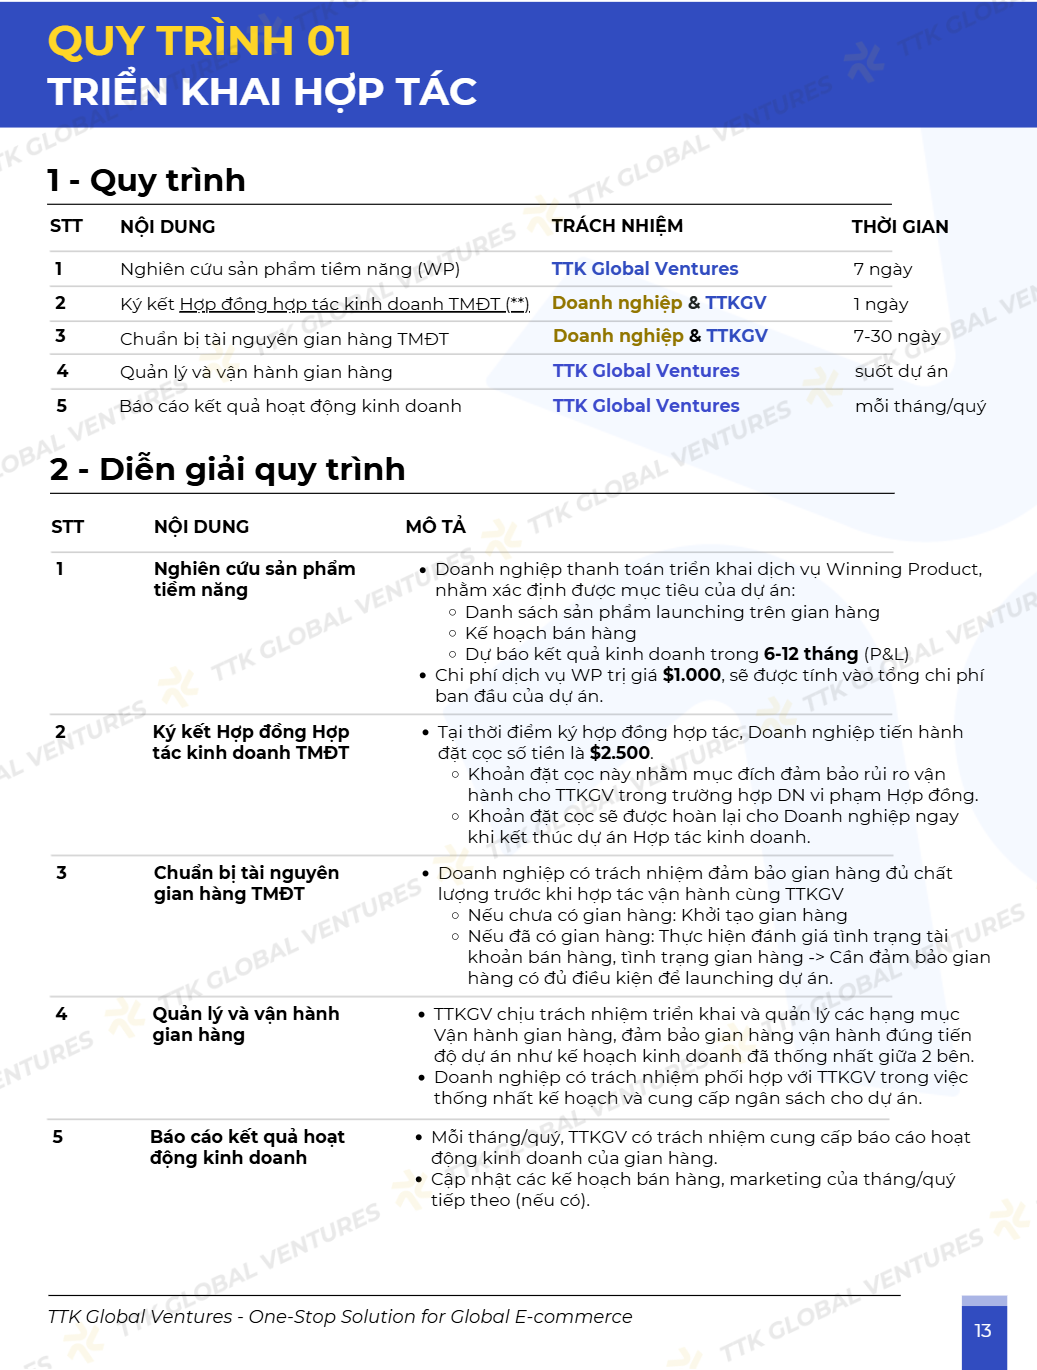 QUY TRÌNH 01
TRIỂN KHAI HỢP TÁC
1 - Quy trình
STT NỘI DUNG TRÁCH NHIỆM THỜI GIAN
1 Nghiên cứu sản phẩm tiềm năng (WP) TTK Global Ventures 7 ngày
2 Ký kết Hợp đồng hợp tác kinh doanh TMĐT (**) Doanh nghiệp & TTKGV 1 ngày
3 Chuẩn bị tài nguyên gian hàng TMĐT Doanh nghiệp & TTKGV 7-30 ngày
4 Quản lý và vận hành gian hàng TTK Global Ventures suốt dự án
5 Báo cáo kết quả hoạt động kinh doanh TTK Global Ventures mỗi tháng/quý
2 - Diễn giải quy trình
STT NỘI DUNG MÔ TẢ
1 Nghiên cứu sản phẩm • Doanh nghiệp thanh toán triển khai dịch vụ Winning Product,
tiềm năng nhằm xác định được mục tiêu của dự án:
○ Danh sách sản phẩm launching trên gian hàng
○ Kế hoạch bán hàng
○ Dự báo kết quả kinh doanh trong 6-12 tháng (P&L)
• Chi phí dịch vụ WP trị giá $1.000, sẽ được tính vào tổng chi phí
ban đầu của dự án.
2 Ký kết Hợp đồng Hợp • Tại thời điểm ký hợp đồng hợp tác, Doanh nghiệp tiến hành
tác kinh doanh TMĐT đặt cọc số tiền là $2.500.
○ Khoản đặt cọc này nhằm mục đích đảm bảo rủi ro vận
hành cho TTKGV trong trường hợp DN vi phạm Hợp đồng.
○ Khoản đặt cọc sẽ được hoàn lại cho Doanh nghiệp ngay
khi kết thúc dự án Hợp tác kinh doanh.
3 Chuẩn bị tài nguyên • Doanh nghiệp có trách nhiệm đảm bảo gian hàng đủ chất
gian hàng TMĐT lượng trước khi hợp tác vận hành cùng TTKGV
○ Nếu chưa có gian hàng: Khởi tạo gian hàng
○ Nếu đã có gian hàng: Thực hiện đánh giá tình trạng tài
khoản bán hàng, tình trạng gian hàng -> Cần đảm bảo gian
hàng có đủ điều kiện để launching dự án.
4 Quản lý và vận hành • TTKGV chịu trách nhiệm triển khai và quản lý các hạng mục
gian hàng Vận hành gian hàng, đảm bảo gian hàng vận hành đúng tiến
độ dự án như kế hoạch kinh doanh đã thống nhất giữa 2 bên.
• Doanh nghiệp có trách nhiệm phối hợp với TTKGV trong việc
thống nhất kế hoạch và cung cấp ngân sách cho dự án.
5 Báo cáo kết quả hoạt • Mỗi tháng/quý, TTKGV có trách nhiệm cung cấp báo cáo hoạt
động kinh doanh động kinh doanh của gian hàng.
• Cập nhật các kế hoạch bán hàng, marketing của tháng/quý
tiếp theo (nếu có).
TTK Global Ventures - One-Stop Solution for Global E-commerce
13